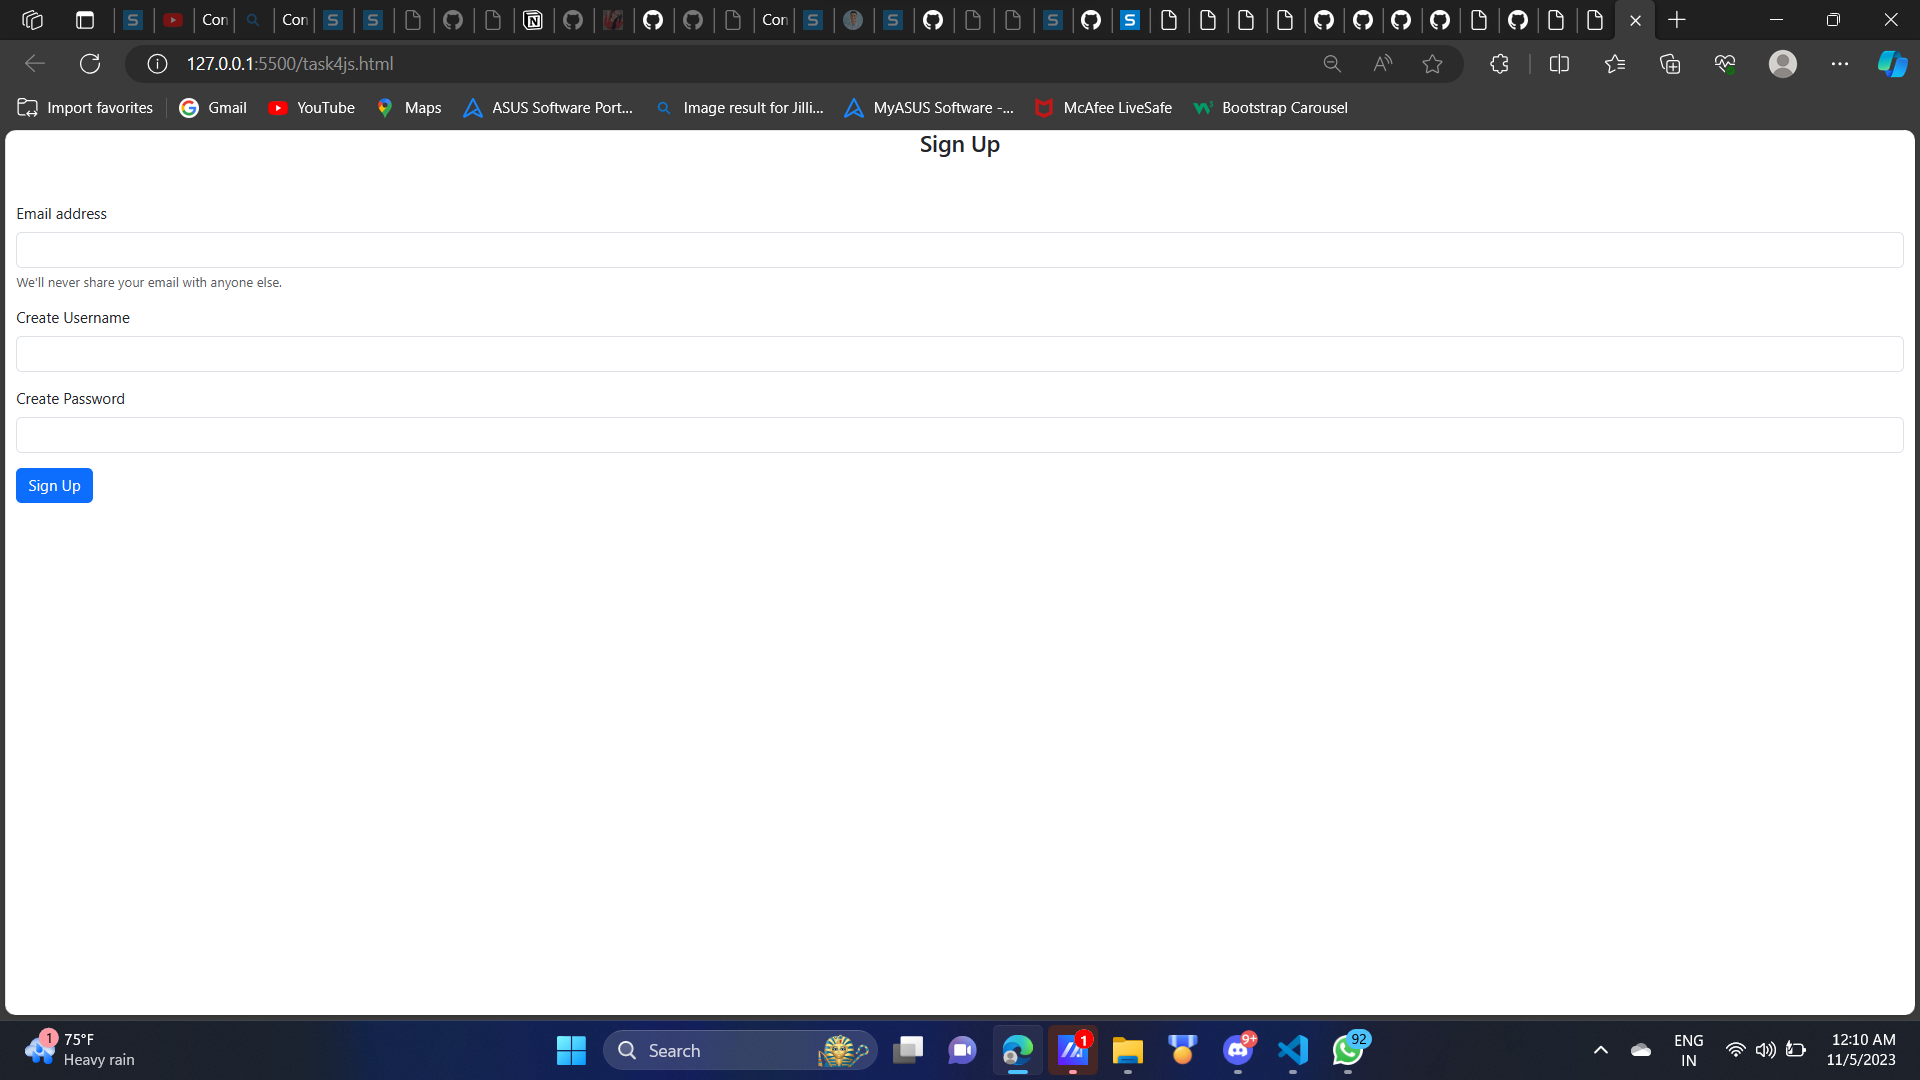 Con
Con
Con
127.0.0.1:5500/task4js.html
Import favorites
Gmail
YouTube
Maps
ASUS Software Port...
Image result for Jilli...
MyASUS Software -...
McAfee LiveSafe
Bootstrap Carousel
Sign Up
Email address
We'll never share your email with anyone else.
Create Username
Create Password
Sign Up
1
75°F
Heavy rain
Search
1
9+
92
ENG
IN
12:10 AM
11/5/2023